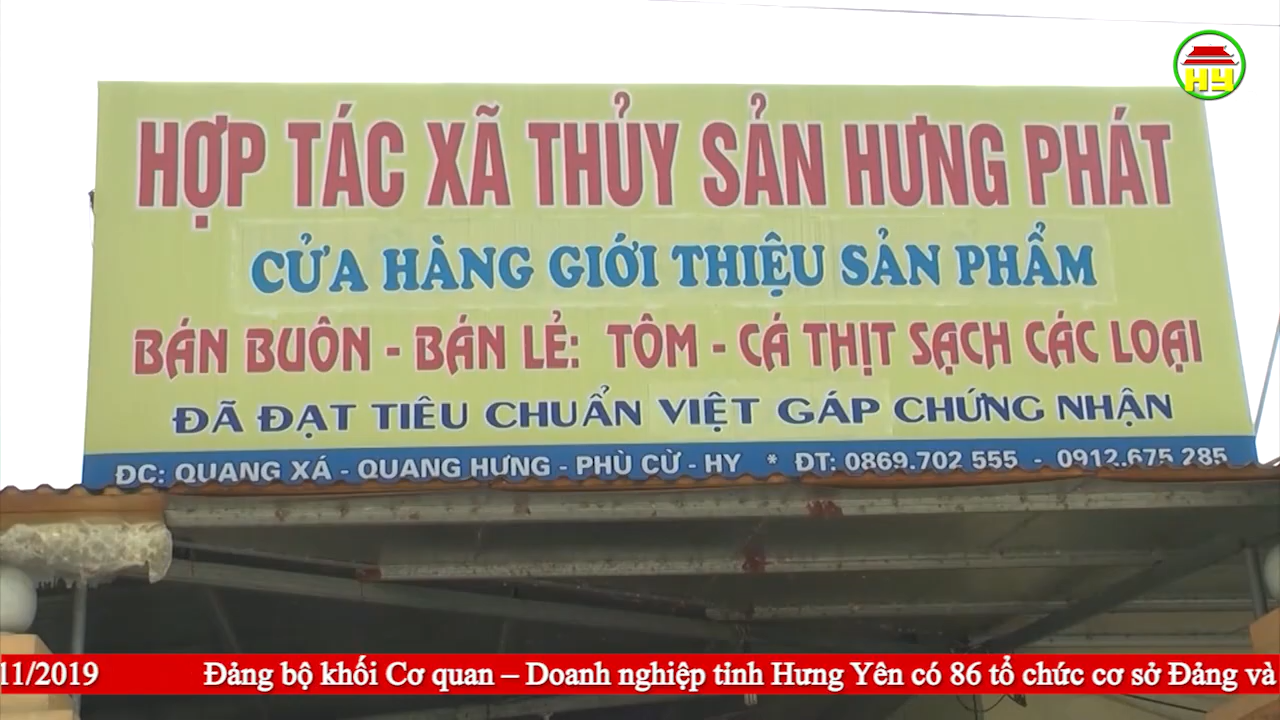 HY
HỢP TÁC XÃ THỦY SẢN HƯNG PHÁT
CỬA HÀNG GIỚI THIỆU SẢN PHẨM
BÁN BUÔN - BÁN LẺ: TÔM - CÁ THỊT SẠCH CÁC LOẠI
ĐÃ ĐẠT TIÊU CHUẨN VIỆT GÁP CHỨNG NHẬN
ĐC: QUANG XÁ - QUANG HƯNG - PHÙ CỪ - HY * ĐT: 0869.702 555 - 0912.675 285
11/2019 Đảng bộ khối Cơ quan – Doanh nghiệp tỉnh Hưng Yên có 86 tổ chức cơ sở Đảng và